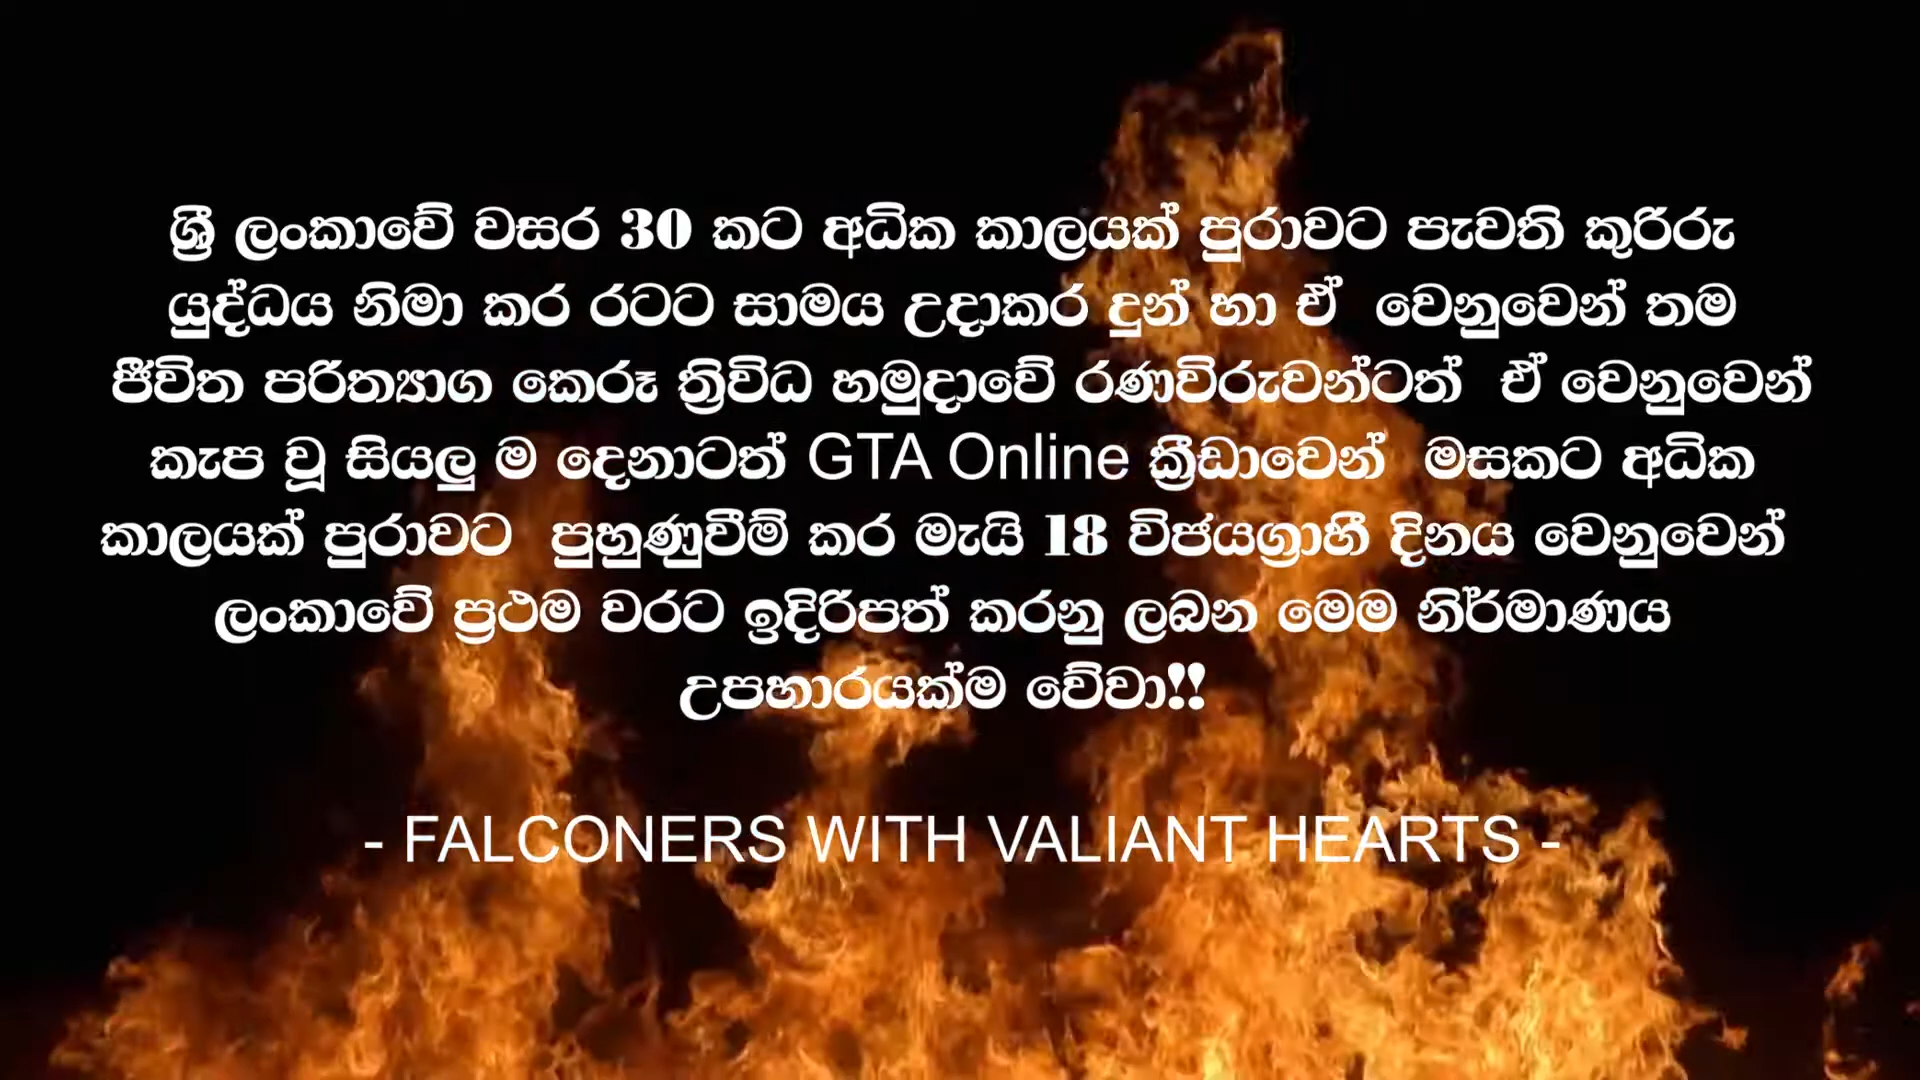 ශ්‍රී ලංකාවේ වසර 30 කට අධික කාලයක් පුරාවට පැවති කුරිරු
යුද්ධය නිමා කර රටට සාමය උදාකර දුන් හා ඒ වෙනුවෙන් තම
ජීවිත පරිත්‍යාග කෙරූ ත්‍රිවිධ හමුදාවේ රණවිරුවන්ටත් ඒ වෙනුවෙන්
කැප වූ සියලු ම දෙනාටත් GTA Online ක්‍රීඩාවෙන් මසකට අධික
කාලයක් පුරාවට පුහුණුවීම් කර මැයි 18 විජයග්‍රාහී දිනය වෙනුවෙන්
ලංකාවේ ප්‍රථම වරට ඉදිරිපත් කරනු ලබන මෙම නිර්මාණය
උපහාරයක්ම වේවා!!
- FALCONERS WITH VALIANT HEARTS -